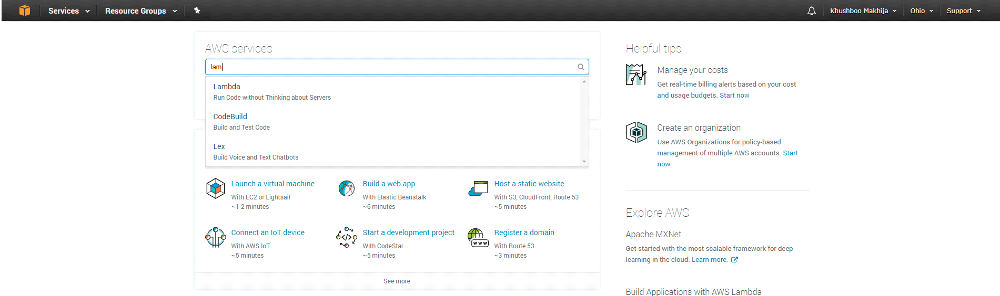 Services
Resource Groups
Khushboo Makhija
Ohio
Support
AWS services
lam
Lambda
Run Code without Thinking about Servers
CodeBuild
Build and Test Code
Lex
Build Voice and Text Chatbots
Launch a virtual machine
With EC2 or Lightsail
~1-2 minutes
Build a web app
With Elastic Beanstalk
~6 minutes
Host a static website
With S3, CloudFront, Route 53
~5 minutes
Connect an IoT device
With AWS IoT
~5 minutes
Start a development project
With CodeStar
~5 minutes
Register a domain
With Route 53
~3 minutes
www
See more
Helpful tips
Manage your costs
Get real-time billing alerts based on your cost
and usage budgets. Start now
Create an organization
Use AWS Organizations for policy-based
management of multiple AWS accounts. Start
now
Explore AWS
Apache MXNet
Get started with the most scalable framework for deep
learning in the cloud. Learn more.
Build Applications with AWS Lambda